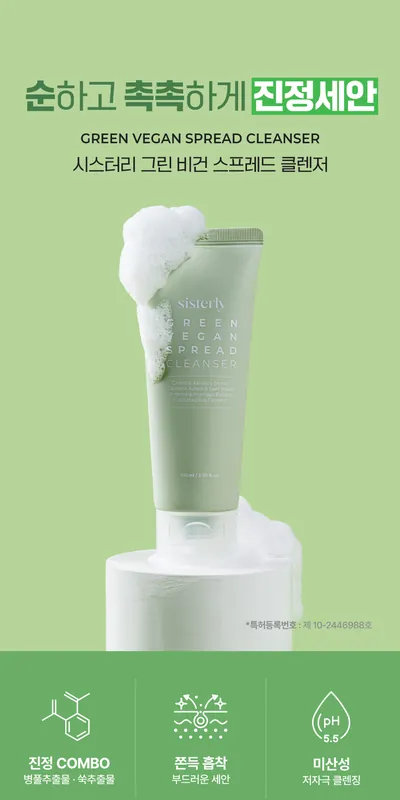 순하고 촉촉하게 진정세안
GREEN VEGAN SPREAD CLEANSER
시스터리 그린 비건 스프레드 클렌저
sisterly
GREEN
VEGAN
SPREAD
CLEANSER
*특허등록번호 : 제 10-2446988호
pH
5.5
진정 COMBO
병풀추출물 · 쑥추출물
쫀득 흡착
부드러운 세안
미산성
저자극 클렌징